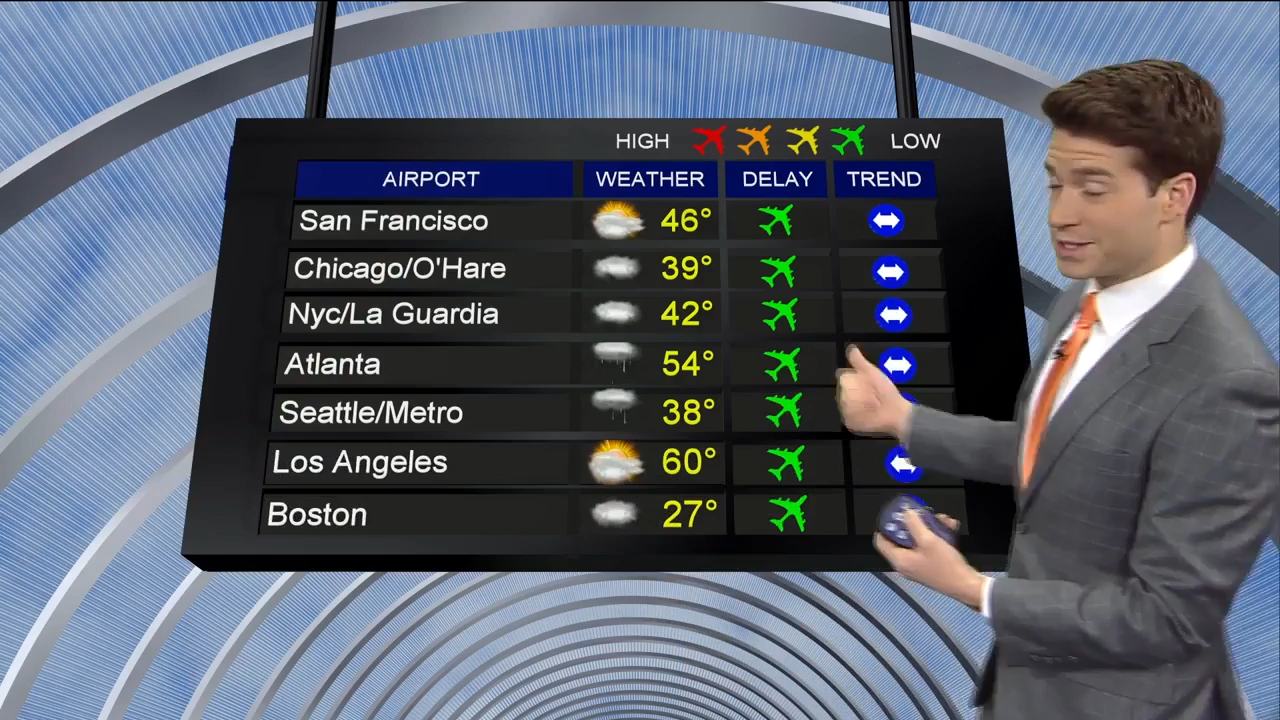 HIGH LOW
AIRPORT WEATHER DELAY TREND
San Francisco 46°
Chicago/O'Hare 39°
Nyc/La Guardia 42°
Atlanta 54°
Seattle/Metro 38°
Los Angeles 60°
Boston 27°